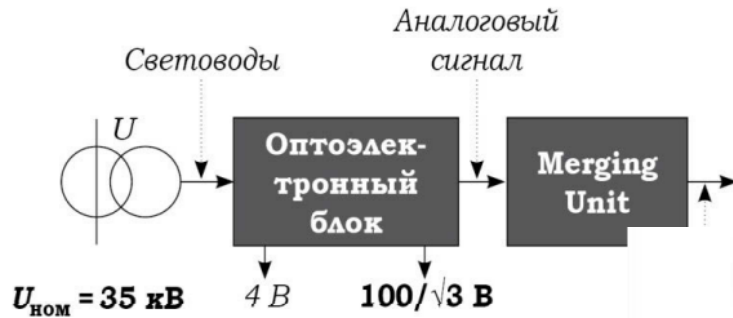 Световоды
Аналоговый
сигнал
U
Оптоэлек-
тронный
блок
Merging
Unit
Uном = 35 кВ
4 В
100/√3 В